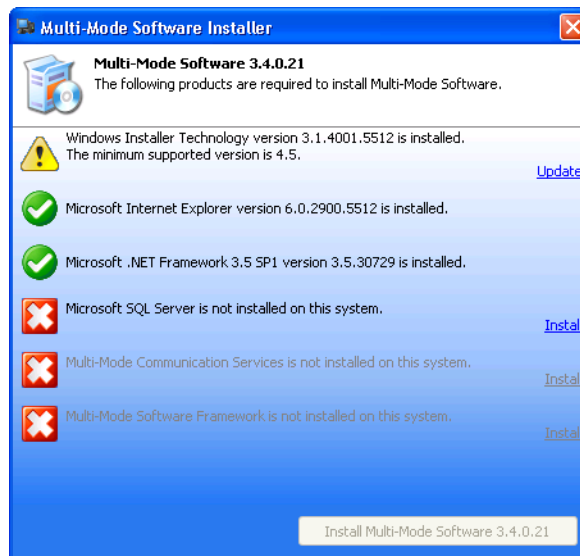 Multi-Mode Software Installer
Multi-Mode Software 3.4.0.21
The following products are required to install Multi-Mode Software.
Windows Installer Technology version 3.1.4001.5512 is installed.
The minimum supported version is 4.5.
Update
Microsoft Internet Explorer version 6.0.2900.5512 is installed.
Microsoft .NET Framework 3.5 SP1 version 3.5.30729 is installed.
Microsoft SQL Server is not installed on this system.
Instal
Multi-Mode Communication Services is not installed on this system.
Instal
Multi-Mode Software Framework is not installed on this system.
Instal
Install Multi-Mode Software 3.4.0.21